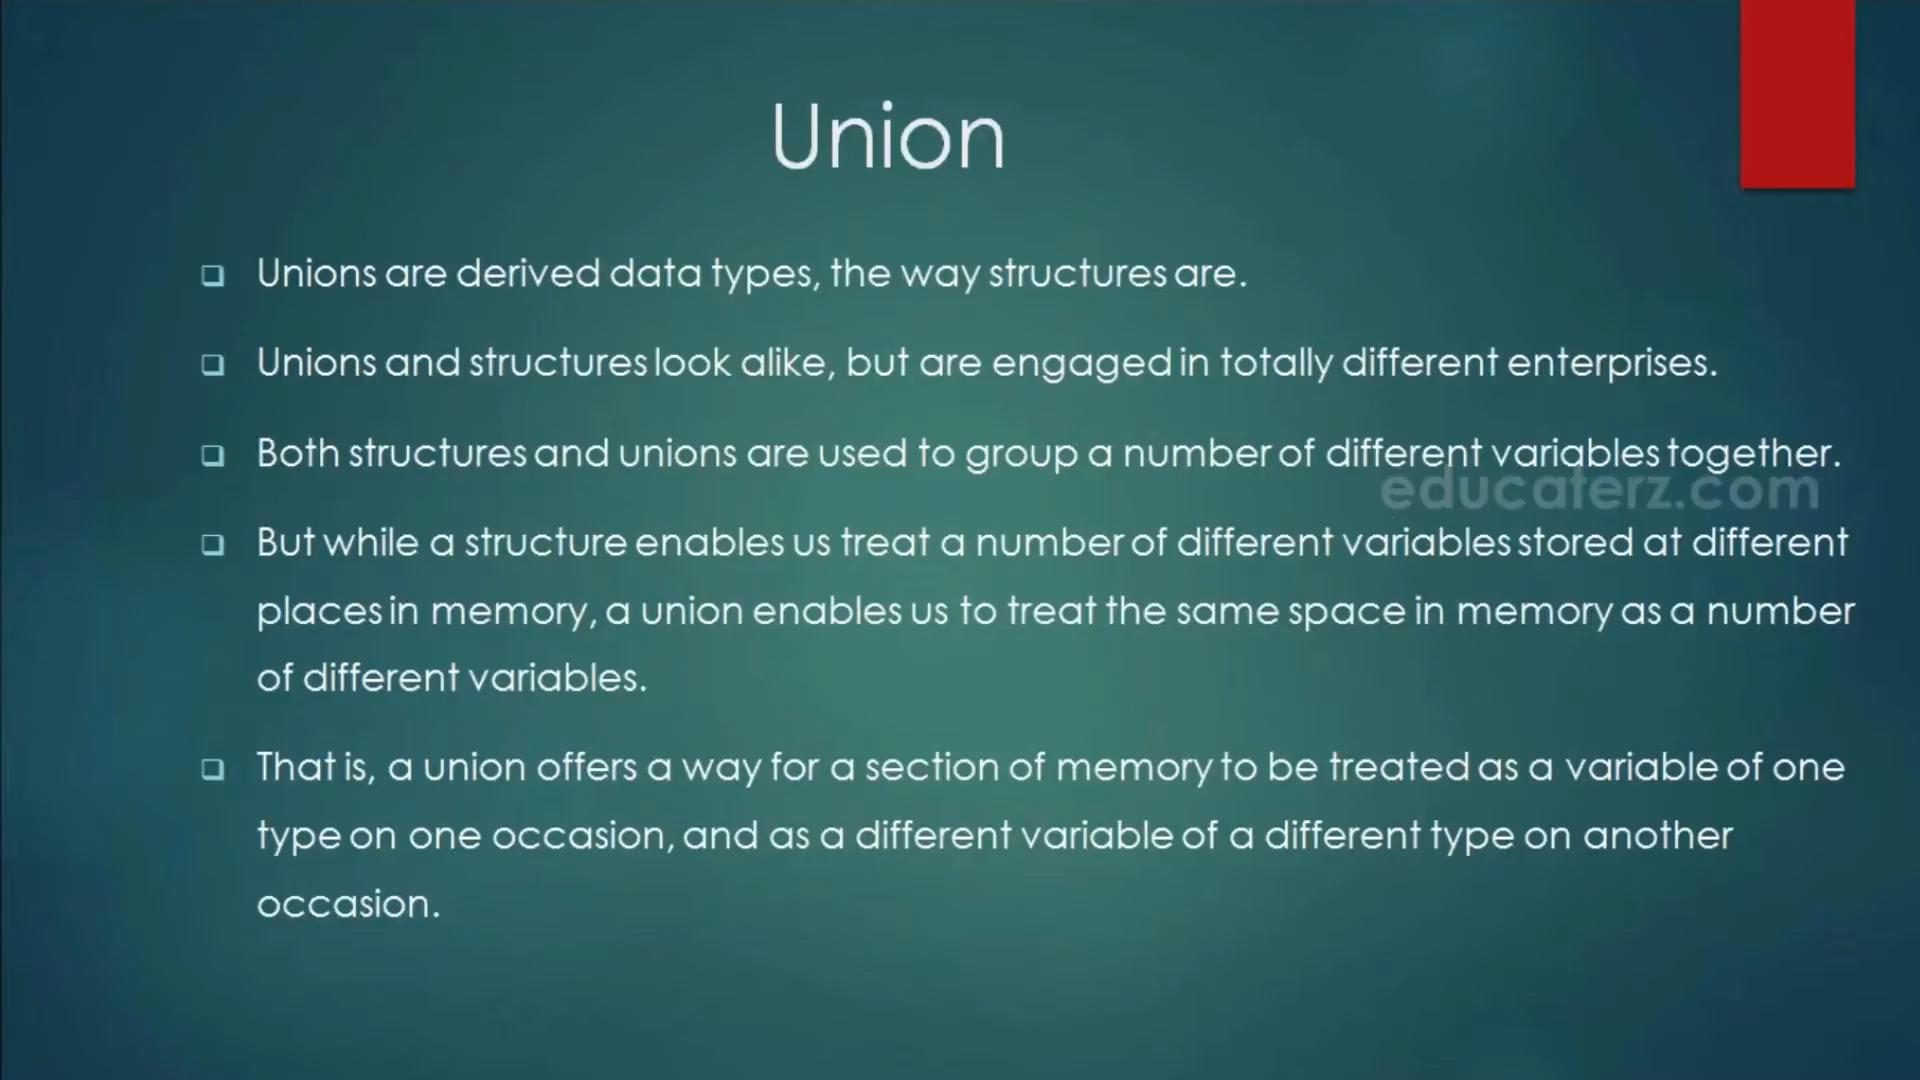 Union
Unions are derived data types, the way structures are.
Unions and structures look alike, but are engaged in totally different enterprises.
Both structures and unions are used to group a number of different variables together.
educaterz.com
But while a structure enables us treat a number of different variables stored at different
places in memory, a union enables us to treat the same space in memory as a number
of different variables.
That is, a union offers a way for a section of memory to be treated as a variable of one
type on one occasion, and as a different variable of a different type on another
occasion.